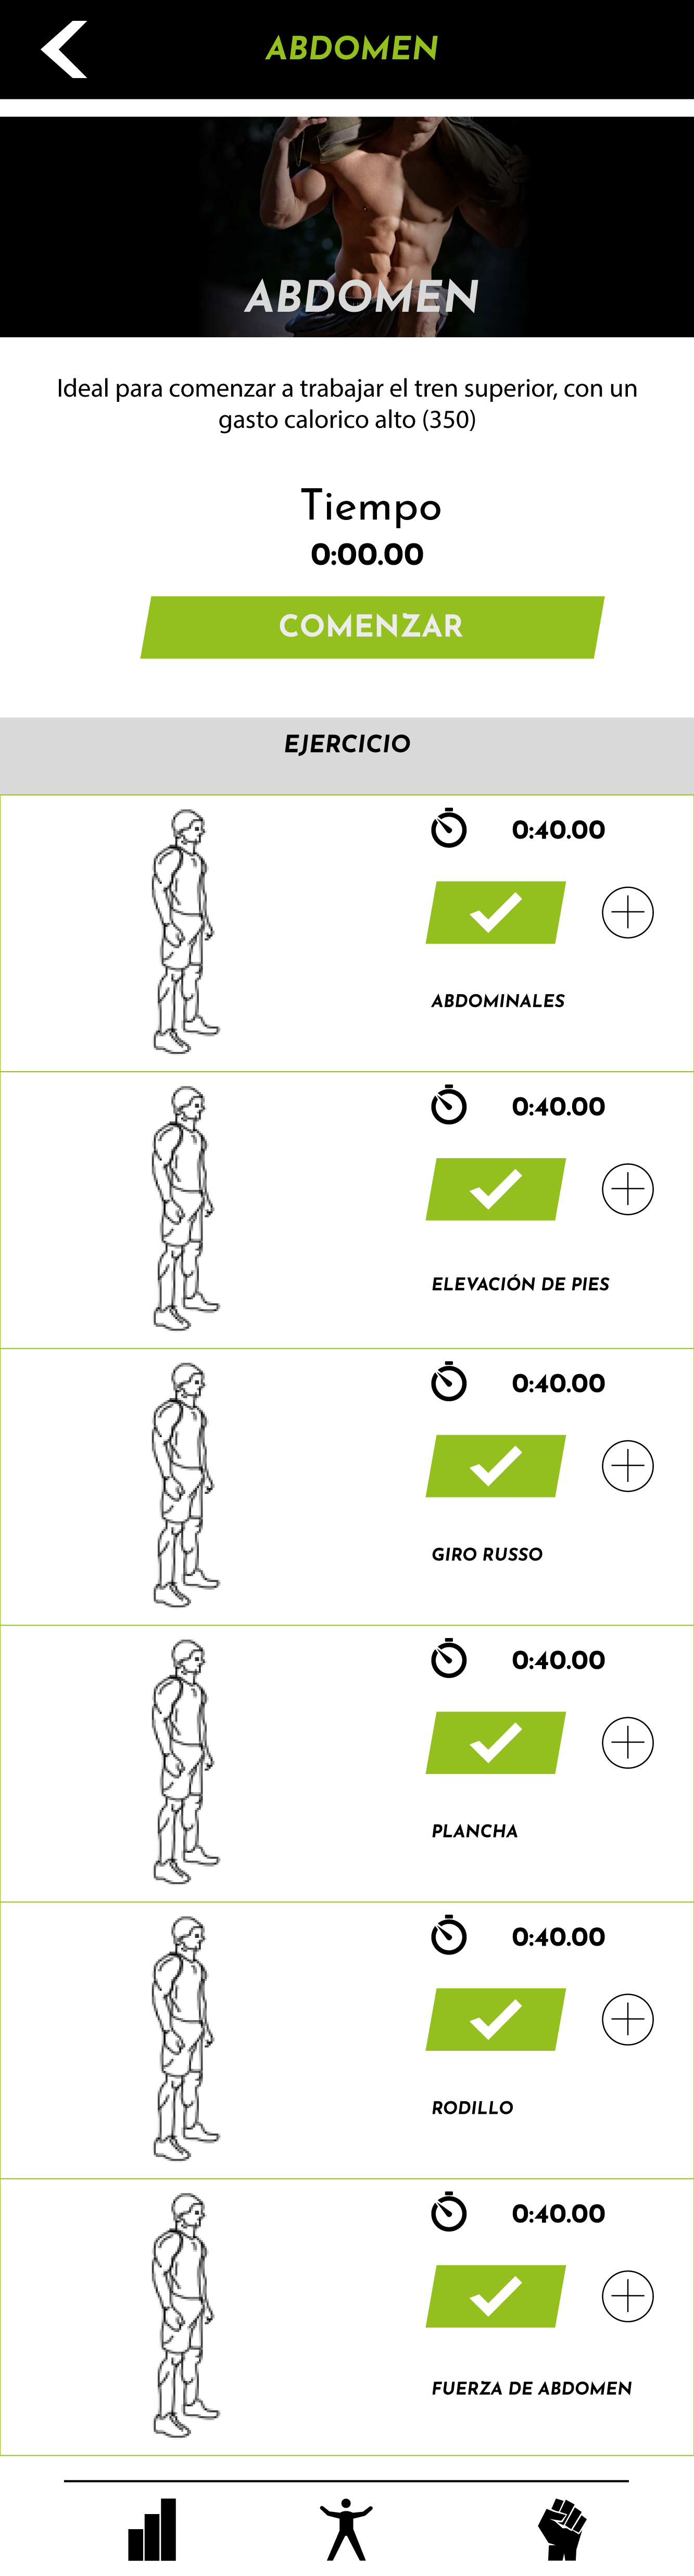 ABDOMEN
ABDOMEN
Ideal para comenzar a trabajar el tren superior, con un
gasto calorico alto (350)
Tiempo
0:00.00
COMENZAR
EJERCICIO
0:40.00
ABDOMINALES
0:40.00
ELEVACIÓN DE PIES
0:40.00
GIRO RUSSO
0:40.00
PLANCHA
0:40.00
RODILLO
0:40.00
FUERZA DE ABDOMEN